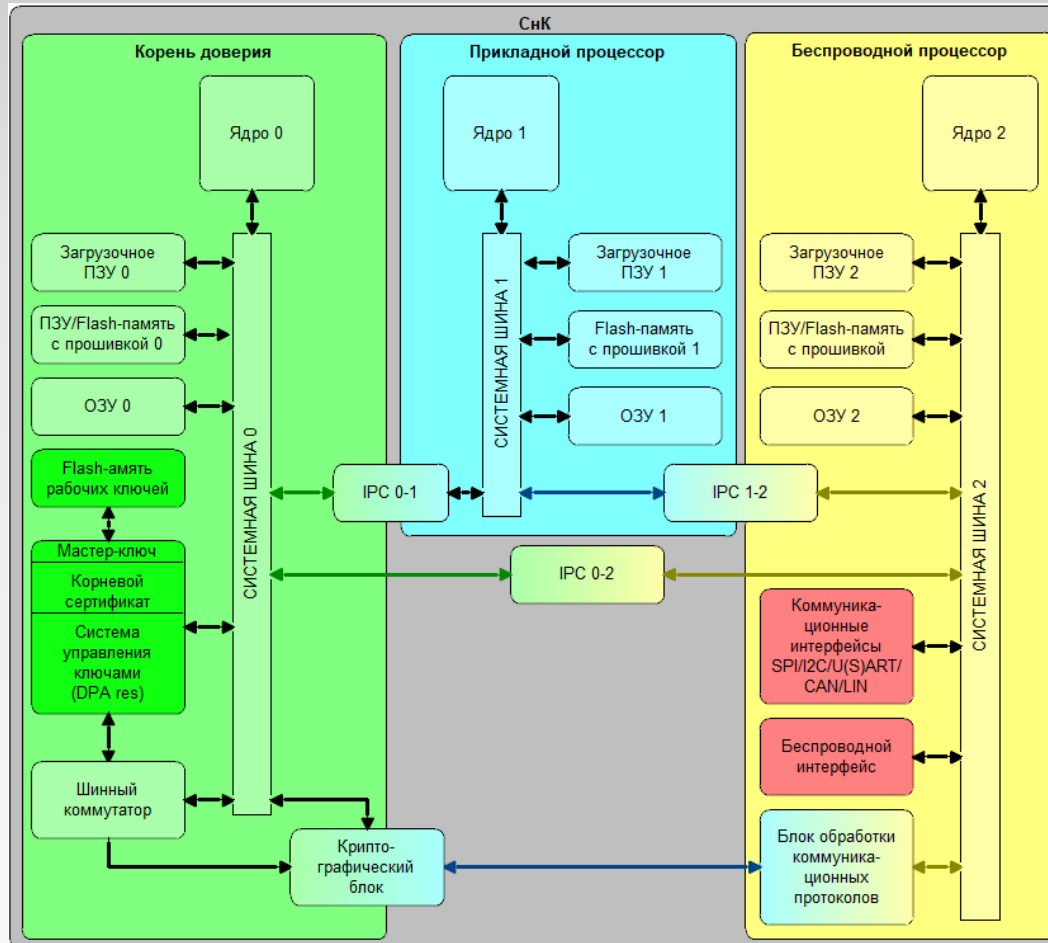 СнК
Корень доверия
Ядро 0
Загрузочное
ПЗУ 0
ПЗУ/Flash-память
с прошивкой 0
ОЗУ 0
Flash-амять
рабочих ключей
Мастер-ключ
Корневой
сертификат
Система
управления
ключами
(DPA res)
Шинный
коммутатор
СИСТЕМНАЯ ШИНА 0
Крипто-
графический
блок
IPC 0-1
Прикладной процессор
Ядро 1
СИСТЕМНАЯ ШИНА 1
Загрузочное
ПЗУ 1
Flash-память
с прошивкой 1
ОЗУ 1
IPC 1-2
IPC 0-2
Беспроводной процессор
Ядро 2
Загрузочное
ПЗУ 2
ПЗУ/Flash-память
с прошивкой
ОЗУ 2
Коммуника-
ционные
интерфейсы
SPI/I2C/U(S)ART/
CAN/LIN
Беспроводной
интерфейс
Блок обработки
коммуника-
ционных
протоколов
СИСТЕМНАЯ ШИНА 2